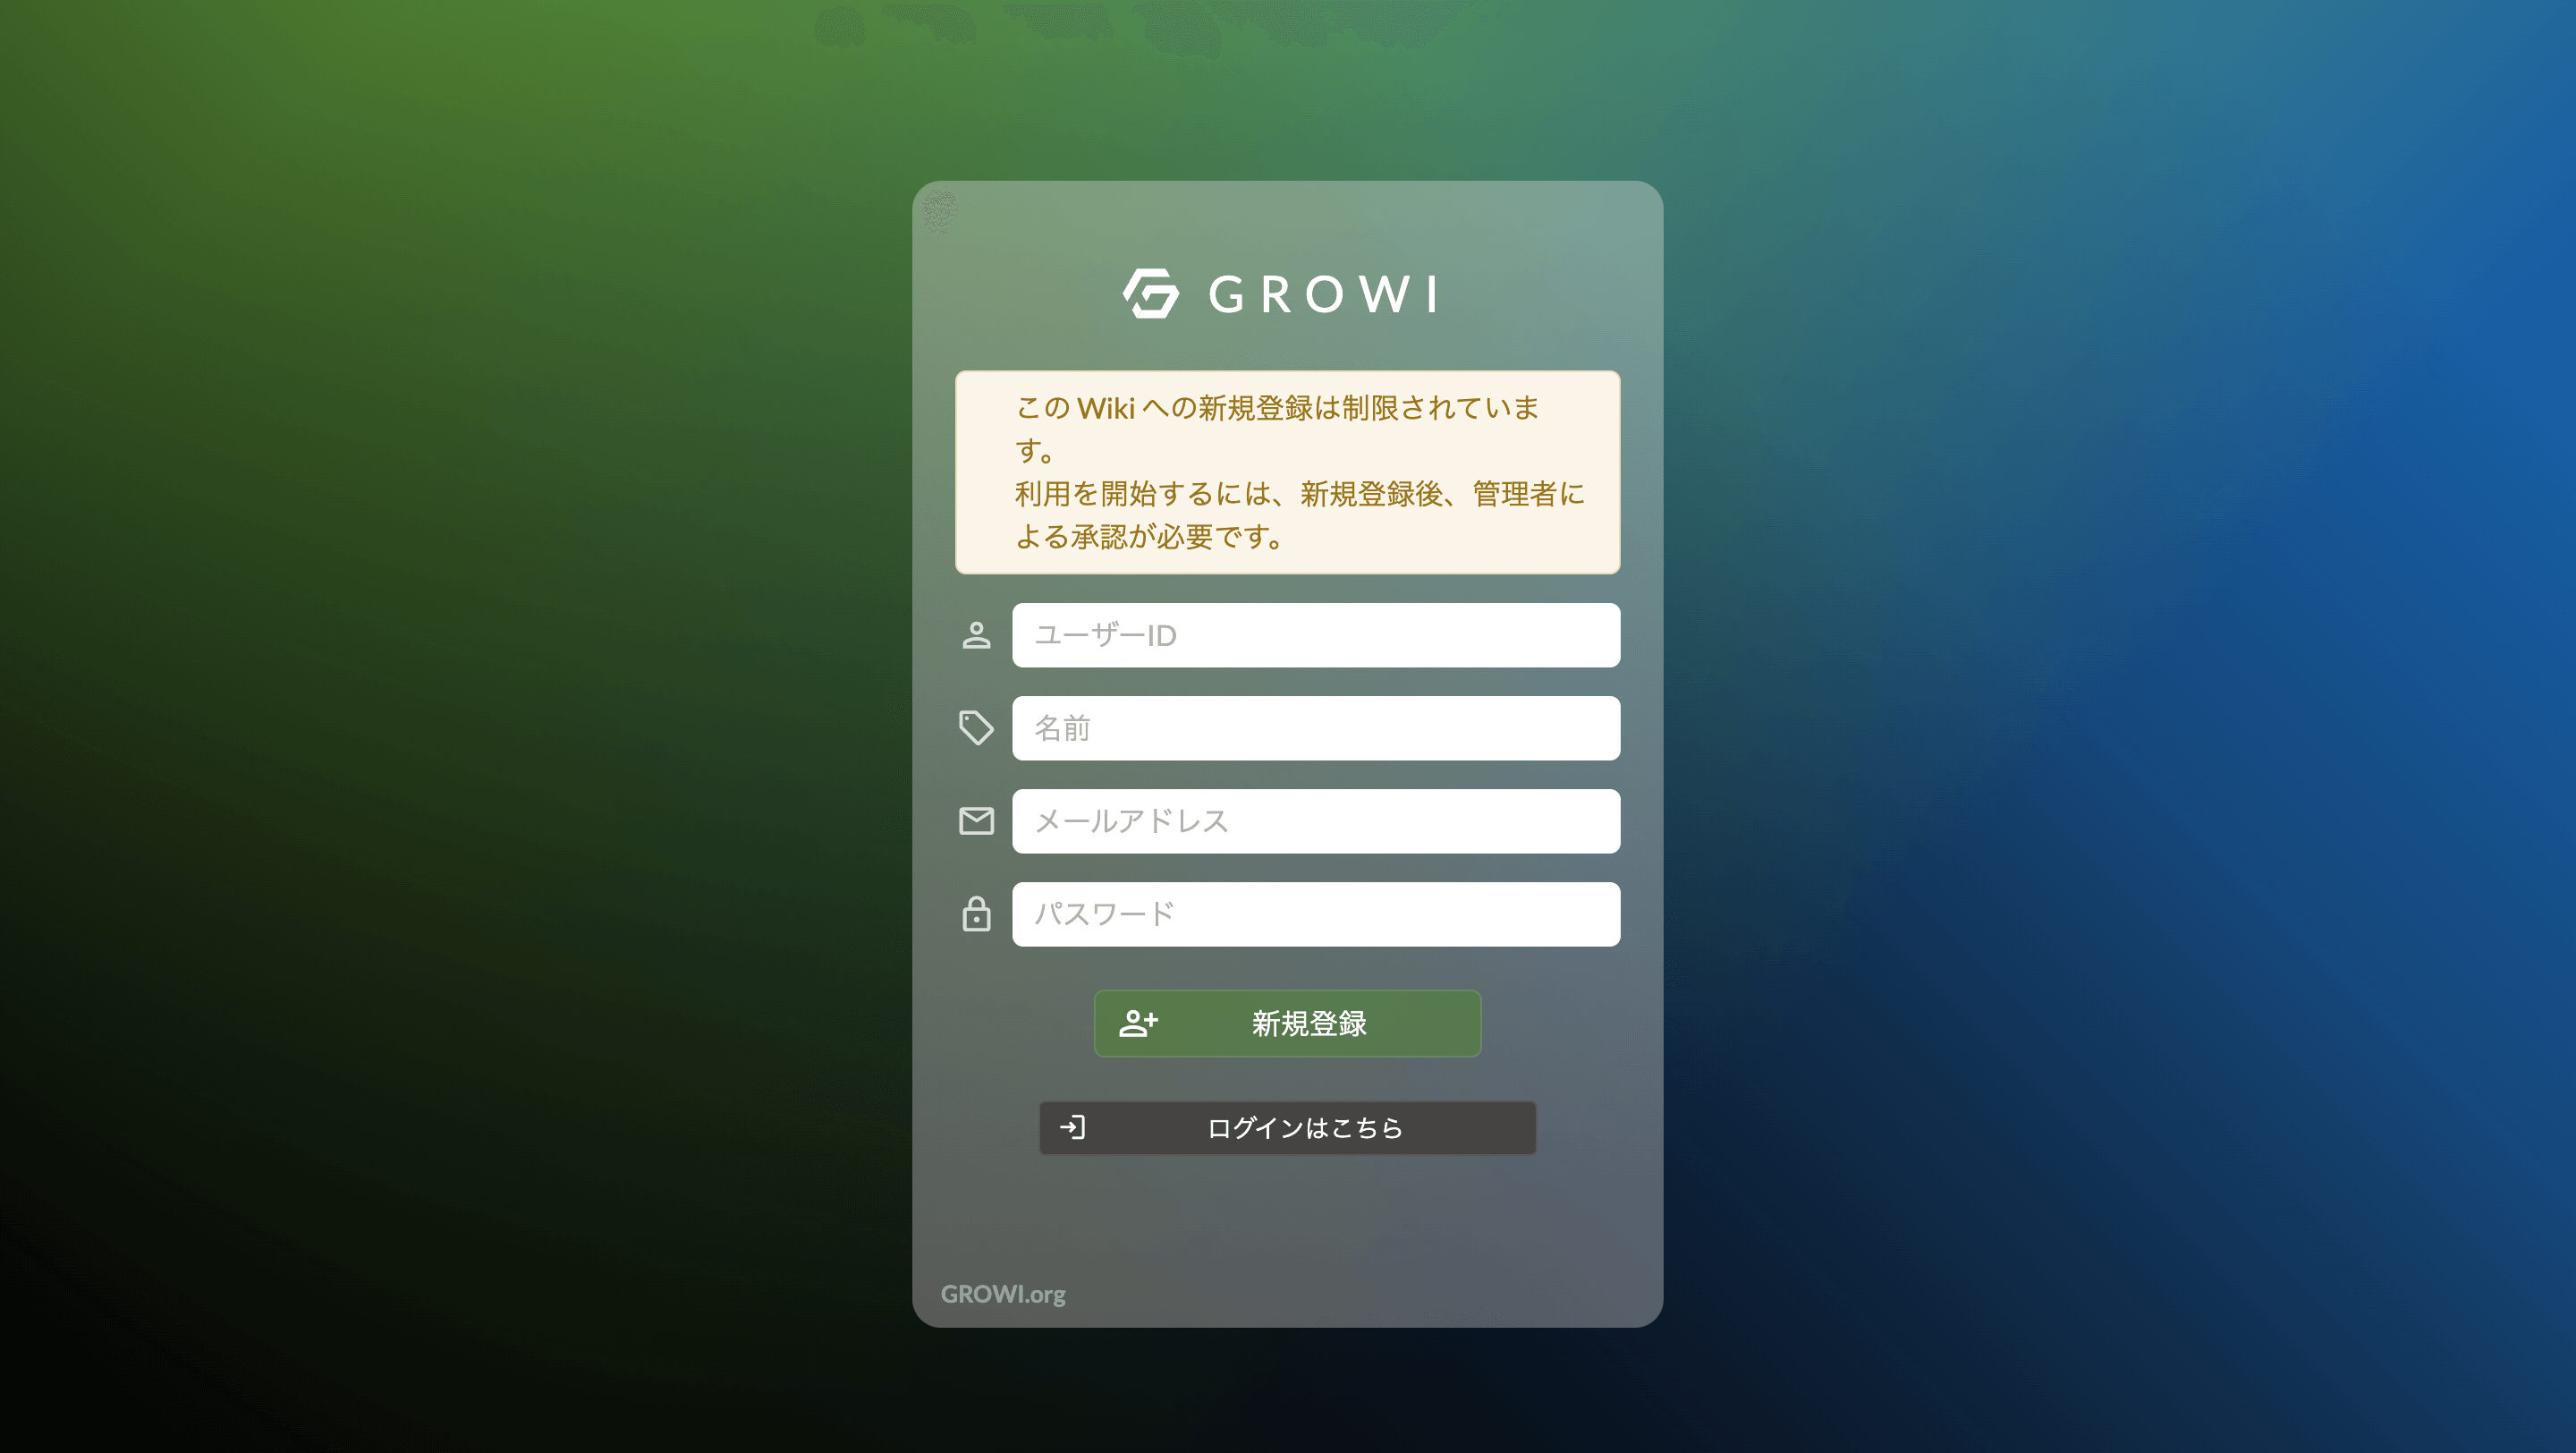 GROWI
この Wiki への新規登録は制限されていま
す。
利用を開始するには、新規登録後、管理者に
よる承認が必要です。
ユーザーID
名前
メールアドレス
パスワード
新規登録
ログインはこちら
GROWI.org